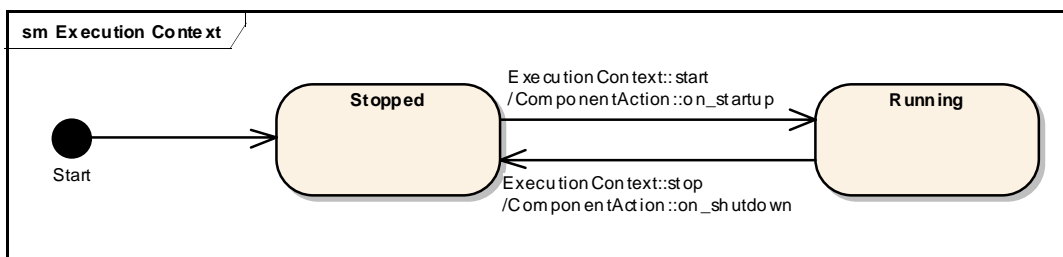 sm Execution Context
ExecutionContext::start
/ComponentAction::on_startup
Stopped
Running
Start
ExecutionContext::stop
/ComponentAction::on_shutdown